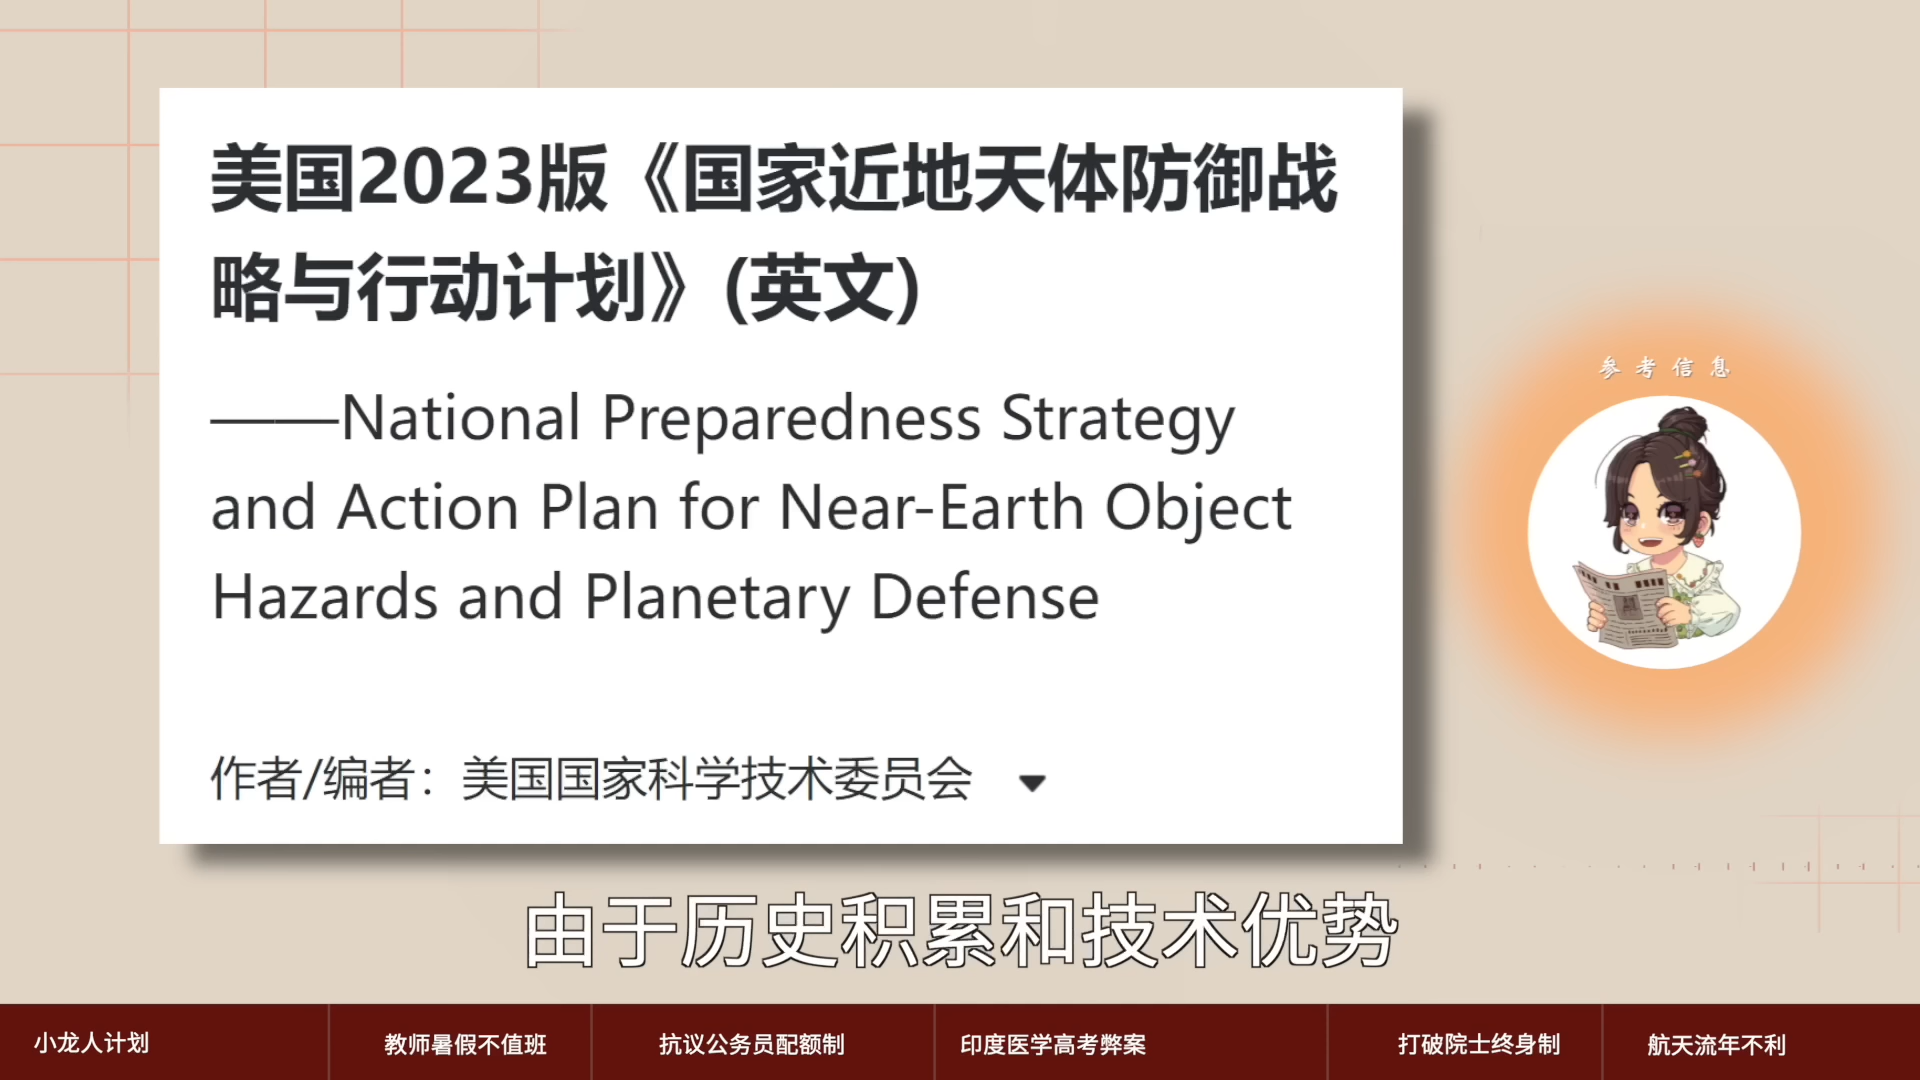 美国2023版《国家近地天体防御战
略与行动计划》(英文)
——National Preparedness Strategy
and Action Plan for Near-Earth Object
Hazards and Planetary Defense
作者/编者：美国国家科学技术委员会
参考信息
由于历史积累和技术优势
小龙人计划
教师暑假不值班
抗议公务员配额制
印度医学高考弊案
打破院士终身制
航天流年不利